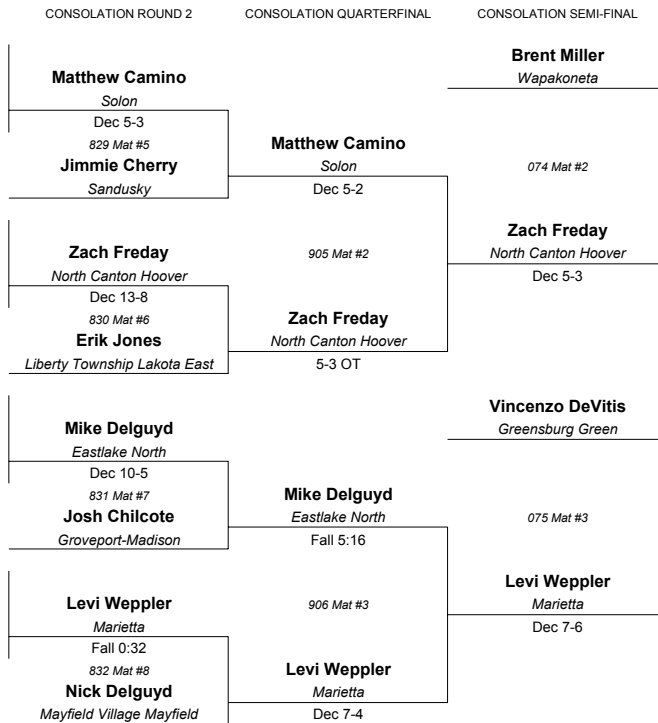 CONSOLATION ROUND 2
CONSOLATION QUARTERFINAL
CONSOLATION SEMI-FINAL
Matthew Camino
Solon
Dec 5-3
829 Mat #5
Jimmie Cherry
Sandusky
Zach Freday
North Canton Hoover
Dec 13-8
830 Mat #6
Erik Jones
Liberty Township Lakota East
Mike Delguyd
Eastlake North
Dec 10-5
831 Mat #7
Josh Chilcote
Groveport-Madison
Levi Weppler
Marietta
Fall 0:32
832 Mat #8
Nick Delguyd
Mayfield Village Mayfield
Matthew Camino
Solon
Dec 5-2
905 Mat #2
Zach Freday
North Canton Hoover
5-3 OT
Mike Delguyd
Eastlake North
Fall 5:16
906 Mat #3
Levi Weppler
Marietta
Dec 7-4
Brent Miller
Wapakoneta
074 Mat #2
Zach Freday
North Canton Hoover
Dec 5-3
Vincenzo DeVitis
Greensburg Green
075 Mat #3
Levi Weppler
Marietta
Dec 7-6